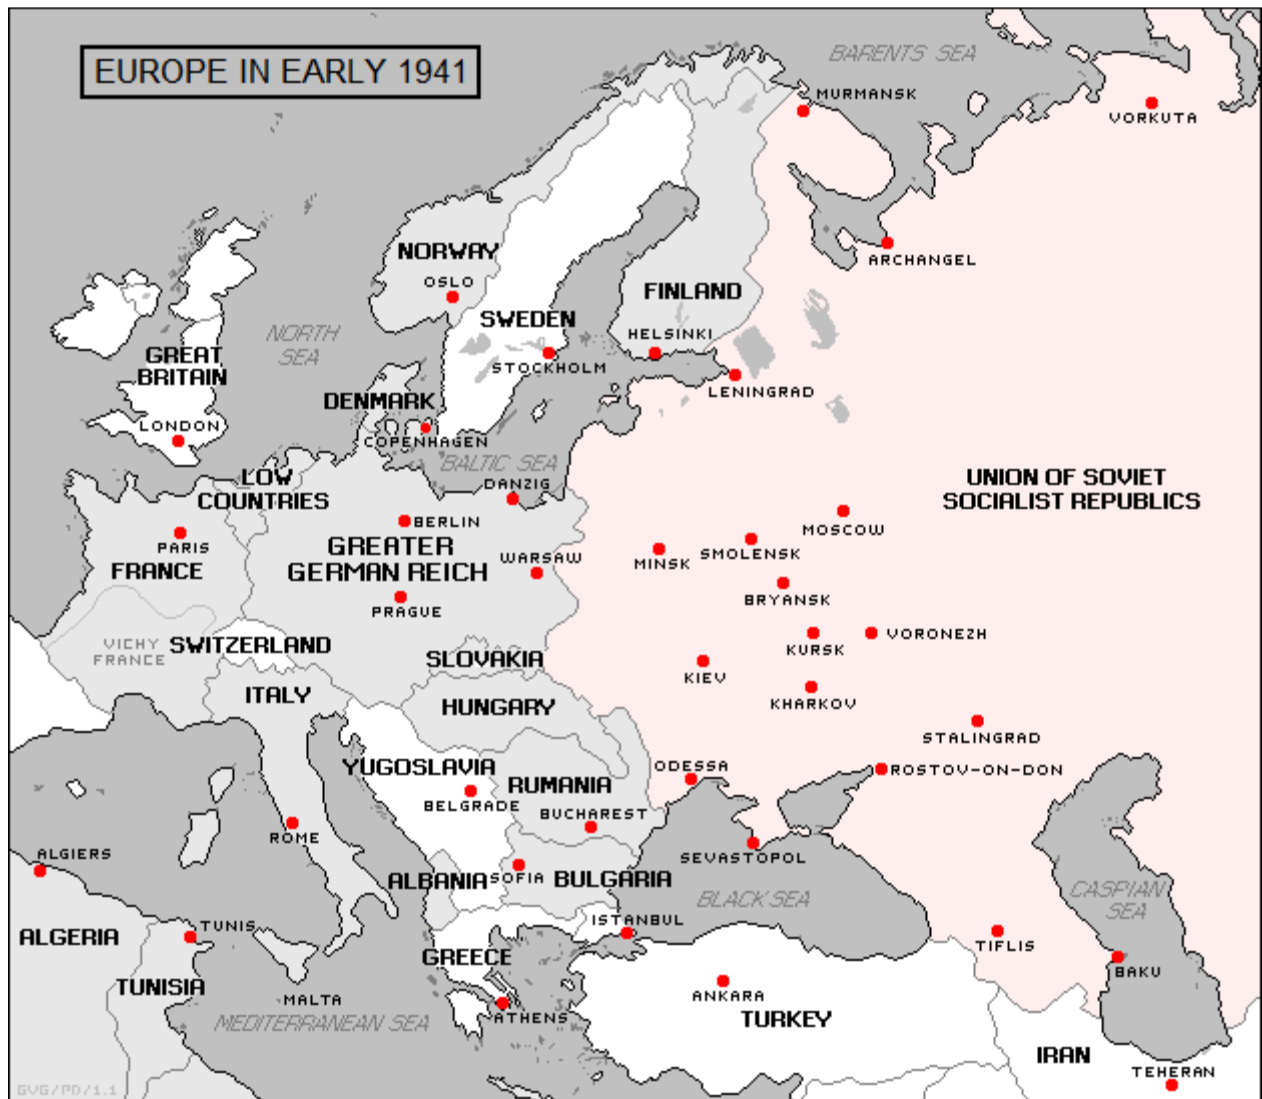 EUROPE IN EARLY 1941
BARENTS SEA
MURMANSK
VORKUTA
NORWAY
OSLO
ARCHANGEL
FINLAND
SWEDEN
NORTH
SEA
HELSINKI
GREAT
BRITAIN
STOCKHOLM
LENINGRAD
DENMARK
LONDON
COPENHAGEN
BALTIC SEA
LOW
COUNTRIES
DANZIG
UNION OF SOVIET
SOCIALIST REPUBLICS
BERLIN
MOSCOW
PARIS
GREATER
GERMAN REICH
WARSAW
MINSK
SMOLENSK
FRANCE
BRYANSK
PRAGUE
VICHY
FRANCE
SWITZERLAND
SLOVAKIA
KURSK
VORONEZH
KIEV
ITALY
HUNGARY
KHARKOV
STALINGRAD
YUGOSLAVIA
RUMANIA
ODESSA
ROSTOV-ON-DON
BELGRADE
BUCHAREST
ROME
ALGIERS
SEVASTOPOL
ALBANIA
SOFIA
BULGARIA
BLACK SEA
CASPIAN
SEA
ISTANBUL
TUNIS
ALGERIA
TIFLIS
GREECE
BAKU
TUNISIA
MALTA
ANKARA
MEDITERRANEAN SEA
ATHENS
TURKEY
IRAN
TEHERAN
GVG/PD/1.1